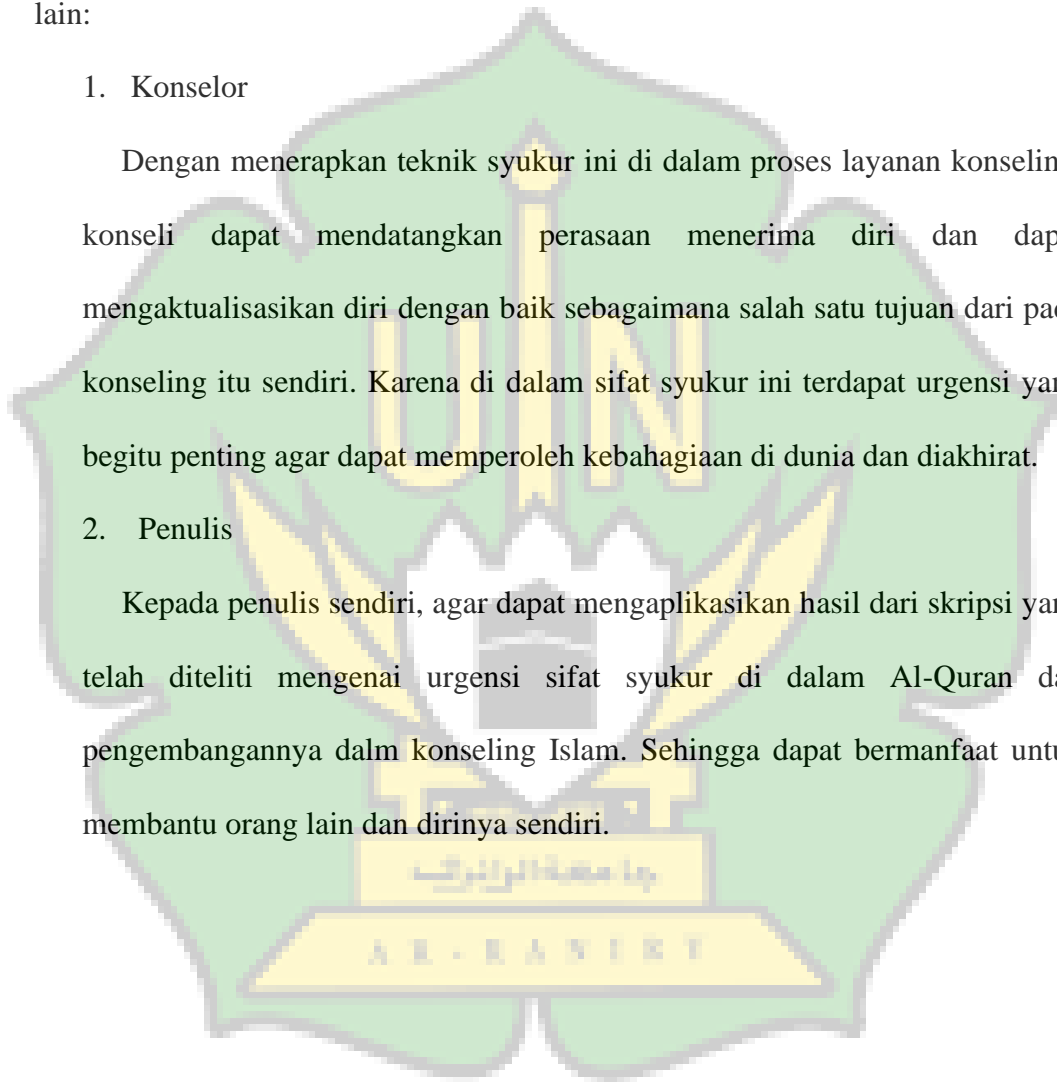 lain:
1. Konselor
Dengan menerapkan teknik syukur ini di dalam proses layanan konselin
konseli dapat mendatangkan perasaan menerima diri dan dap
mengaktualisasikan diri dengan baik sebagaimana salah satu tujuan dari pad
konseling itu sendiri. Karena di dalam sifat syukur ini terdapat urgensi yan
begitu penting agar dapat memperoleh kebahagiaan di dunia dan diakhirat.
2. Penulis
Kepada penulis sendiri, agar dapat mengaplikasikan hasil dari skripsi yan
telah diteliti mengenai urgensi sifat syukur di dalam Al-Quran da
pengembangannya dalm konseling Islam. Sehingga dapat bermanfaat untu
membantu orang lain dan dirinya sendiri.
UIN
جامعة الرانري
AR-RANIRY